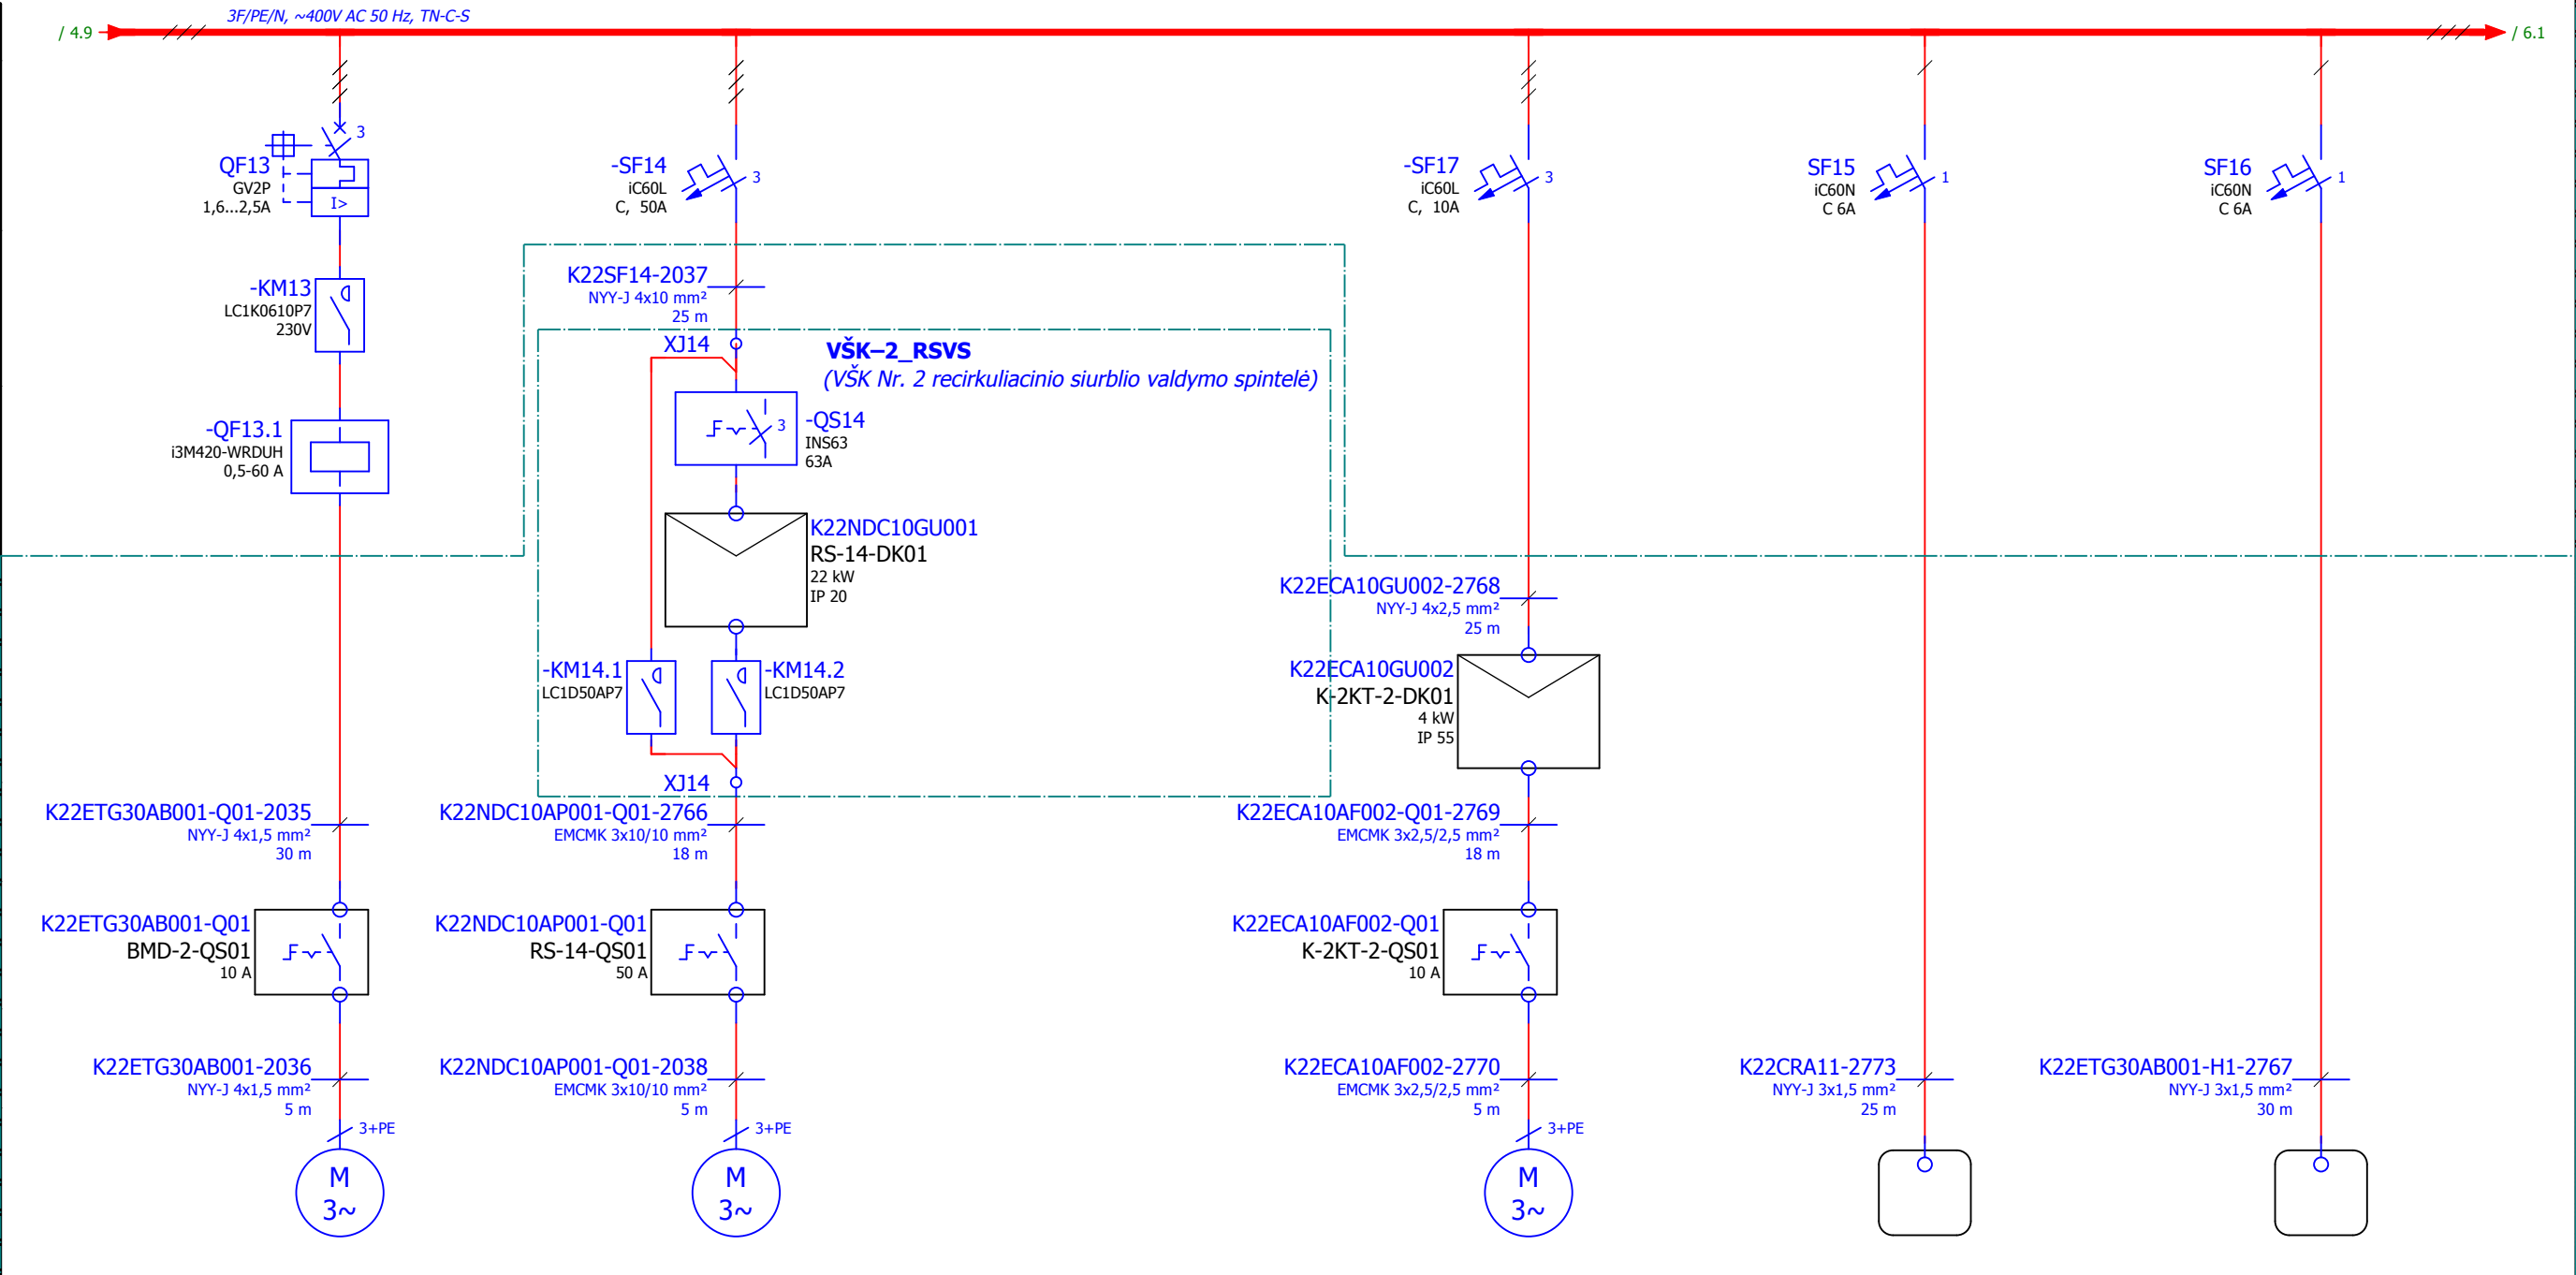 3F/PE/N, ~400V AC 50 Hz, TN-C-S
/ 4.9
/ 6.1
3
QF13
GV2P
1,6...2,5A
I>
-KM13
LC1K0610P7
230V
-QF13.1
i3M420-WRDUH
0,5-60 A
K22ETG30AB001-Q01-2035
NYY-J 4x1,5 mm²
30 m
K22ETG30AB001-Q01
BMD-2-QS01
10 A
K22ETG30AB001-2036
NYY-J 4x1,5 mm²
5 m
3+PE
M
3~
-SF14
iC60L
C, 50A
3
K22SF14-2037
NYY-J 4x10 mm²
25 m
XJ14
VŠK–2_RSVS
(VŠK Nr. 2 recirkuliacinio siurblio valdymo spintelė)
3
-QS14
INS63
63A
K22NDC10GU001
RS-14-DK01
22 kW
IP 20
-KM14.1
LC1D50AP7
-KM14.2
LC1D50AP7
XJ14
K22NDC10AP001-Q01-2766
EMCMK 3x10/10 mm²
18 m
K22NDC10AP001-Q01
RS-14-QS01
50 A
K22NDC10AP001-Q01-2038
EMCMK 3x10/10 mm²
5 m
3+PE
M
3~
-SF17
iC60L
C, 10A
3
K22ECA10GU002-2768
NYY-J 4x2,5 mm²
25 m
K22ECA10GU002
K-2KT-2-DK01
4 kW
IP 55
K22ECA10AF002-Q01-2769
EMCMK 3x2,5/2,5 mm²
18 m
K22ECA10AF002-Q01
K-2KT-2-QS01
10 A
K22ECA10AF002-2770
EMCMK 3x2,5/2,5 mm²
5 m
3+PE
M
3~
SF15
iC60N
C 6A
1
K22CRA11-2773
NYY-J 3x1,5 mm²
25 m
SF16
iC60N
C 6A
1
K22ETG30AB001-H1-2767
NYY-J 3x1,5 mm²
30 m